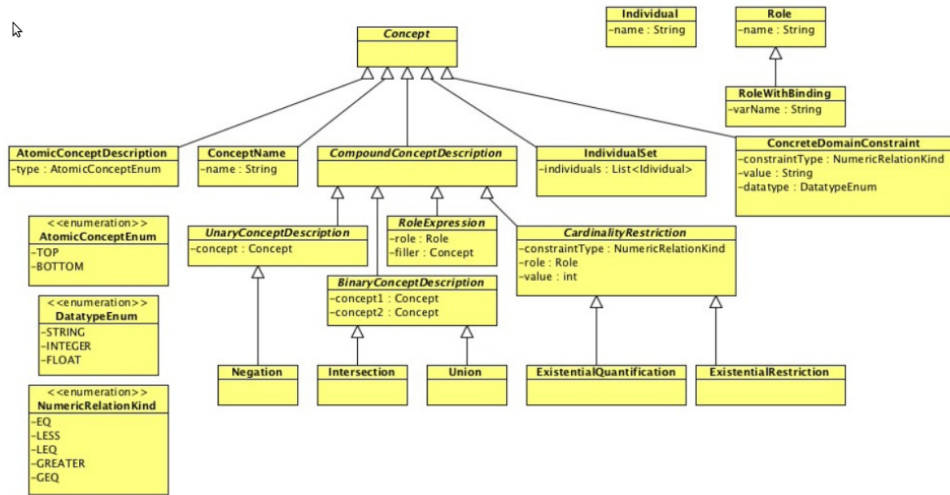 Concept
Individual
-name : String
Role
-name : String
RoleWithBinding
-varName : String
AtomicConceptDescription
-type : AtomicConceptEnum
ConceptName
-name : String
CompoundConceptDescription
IndividualSet
-individuals : List<Idividual>
ConcreteDomainConstraint
-constraintType : NumericRelationKind
-value : String
-datatype : DatatypeEnum
<<enumeration>>
AtomicConceptEnum
-TOP
-BOTTOM
UnaryConceptDescription
-concept : Concept
RoleExpression
-role : Role
-filler : Concept
CardinalityRestriction
-constraintType : NumericRelationKind
-role : Role
-value : int
BinaryConceptDescription
-concept1 : Concept
-concept2 : Concept
<<enumeration>>
DatatypeEnum
-STRING
-INTEGER
-FLOAT
Negation
Intersection
Union
ExistentialQuantification
ExistentialRestriction
<<enumeration>>
NumericRelationKind
-EQ
-LESS
-LEQ
-GREATER
-GEQ